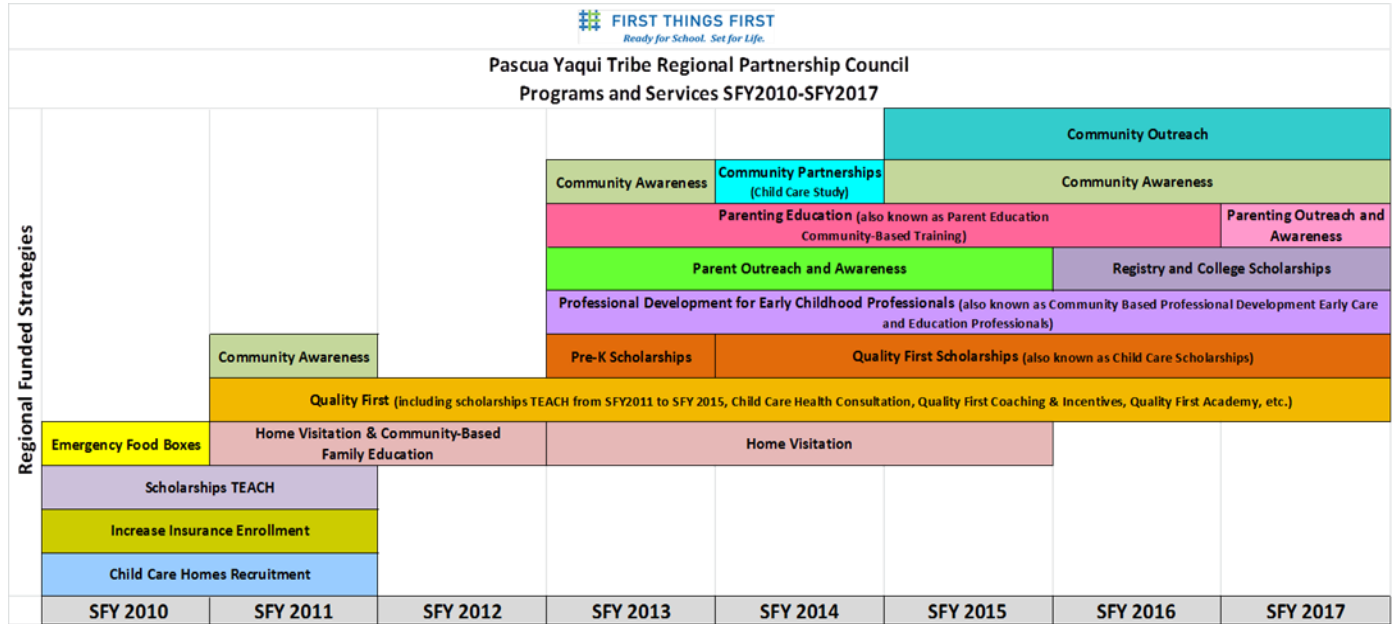 FIRST THINGS FIRST
Ready for School. Set for Life.
Pascua Yaqui Tribe Regional Partnership Council
Programs and Services SFY2010-SFY2017
Regional Funded Strategies
Community Outreach
Community Awareness
Community Partnerships
(Child Care Study)
Community Awareness
Parenting Education (also known as Parent Education
Community-Based Training)
Parenting Outreach and
Awareness
Parent Outreach and Awareness
Registry and College Scholarships
Professional Development for Early Childhood Professionals (also known as Community Based Professional Development Early Care
and Education Professionals)
Community Awareness
Pre-K Scholarships
Quality First Scholarships (also known as Child Care Scholarships)
Quality First (including scholarships TEACH from SFY2011 to SFY 2015, Child Care Health Consultation, Quality First Coaching & Incentives, Quality First Academy, etc.)
Emergency Food Boxes
Home Visitation & Community-Based
Family Education
Home Visitation
Scholarships TEACH
Increase Insurance Enrollment
Child Care Homes Recruitment
SFY 2010
SFY 2011
SFY 2012
SFY 2013
SFY 2014
SFY 2015
SFY 2016
SFY 2017